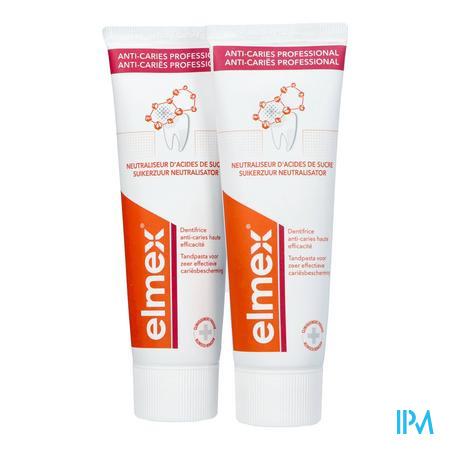 ANTI-CARIES PROFESSIONAL
ANTI-CARIËS PROFESSIONAL
NEUTRALISEUR D'ACIDES DE SUCRE
SUIKERZUUR NEUTRALISATOR
elmex
Dentifrice
anti-caries haute
efficacité
Tandpasta voor
zeer effectieve
cariësbescherming
ANTI-CARIES PROFESSIONAL
ANTI-CARIËS PROFESSIONAL
NEUTRALISEUR D'ACIDES DE SUCRE
SUIKERZUUR NEUTRALISATOR
elmex
Dentifrice
anti-caries haute
efficacité
Tandpasta voor
zeer effectieve
cariësbescherming
IPM